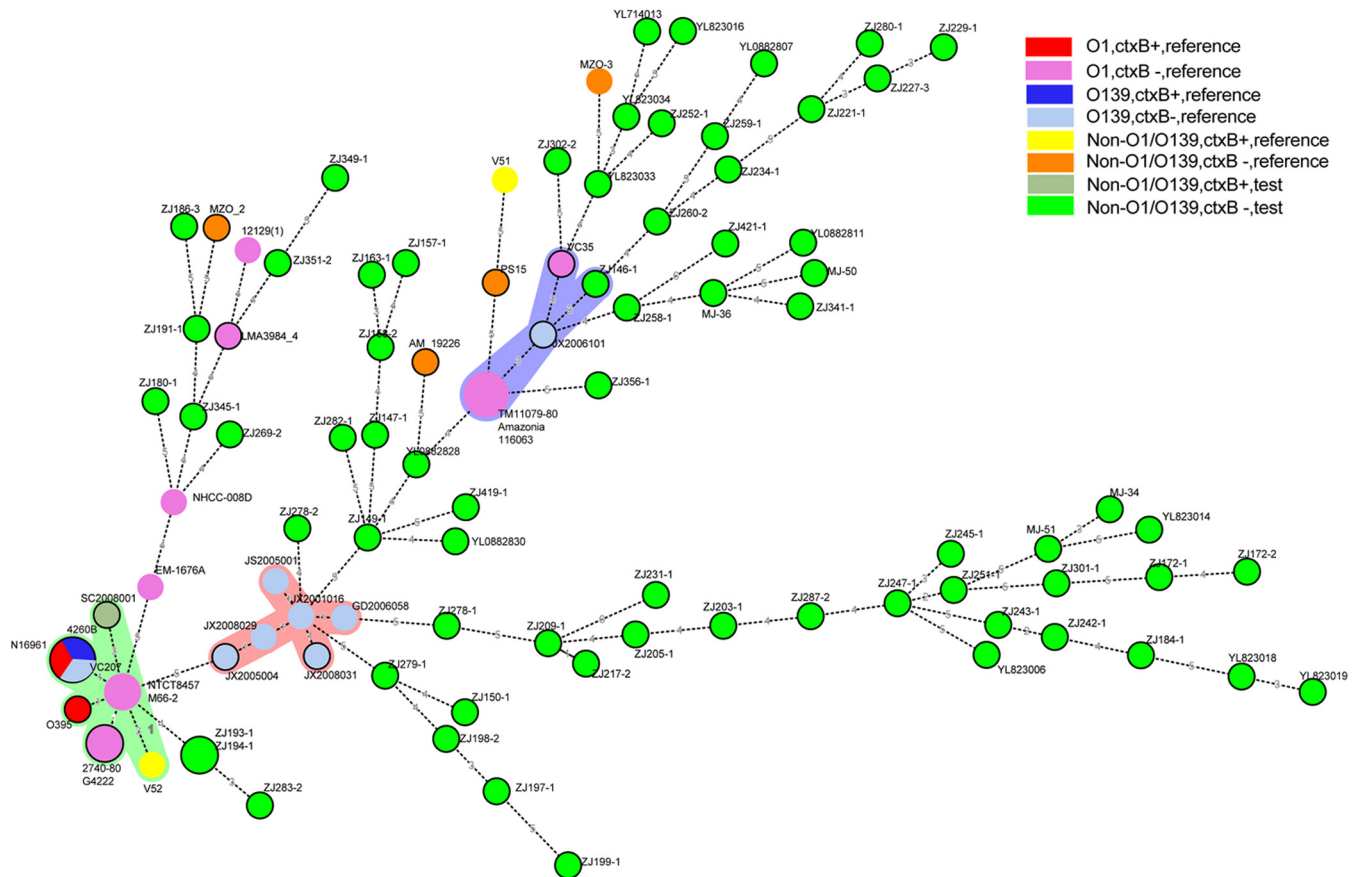 YL714013
YL823016
ZJ280-1
ZJ229-1
YL0882807
MZO-3
ZJ227-3
YL823034
ZJ252-1
ZJ221-1
ZJ259-1
ZJ302-2
V51
ZJ234-1
ZJ349-1
YL823033
ZJ186-3
MZO_2
12129(1)
ZJ260-2
ZJ421-1
YL0882811
ZJ163-1
ZJ157-1
VC35
ZJ351-2
PS15
ZJ146-1
MJ-50
ZJ191-1
LMA3984_4
MJ-36
ZJ341-1
ZJ258-1
JX2006101
AM_19226
ZJ180-1
ZJ345-1
ZJ356-1
TM11079-80
Amazonia
116063
ZJ282-1
ZJ147-1
ZJ269-2
YL0882828
NHCC-008D
ZJ419-1
ZJ278-2
ZJ149-1
YL0882830
MJ-34
YL823014
MJ-51
ZJ245-1
JS2005001
EM-1676A
ZJ231-1
ZJ247-1
ZJ251-1
ZJ301-1
ZJ172-1
ZJ172-2
SC2008001
JX2001016
GD2006058
ZJ278-1
ZJ209-1
ZJ203-1
ZJ287-2
ZJ243-1
4260B
JX2008029
ZJ205-1
ZJ242-1
N16961
ZJ217-2
ZJ184-1
YL823006
VC207
NTCT8457
M66-2
JX2005004
JX2008031
ZJ279-1
YL823018
YL823019
O395
ZJ150-1
ZJ193-1
ZJ194-1
ZJ198-2
2740-80
G4222
V52
ZJ283-2
ZJ197-1
ZJ199-1
O1,ctxB+,reference
O1,ctxB -,reference
O139,ctxB+,reference
O139,ctxB-,reference
Non-O1/O139,ctxB+,reference
Non-O1/O139,ctxB -,reference
Non-O1/O139,ctxB+,test
Non-O1/O139,ctxB -,test